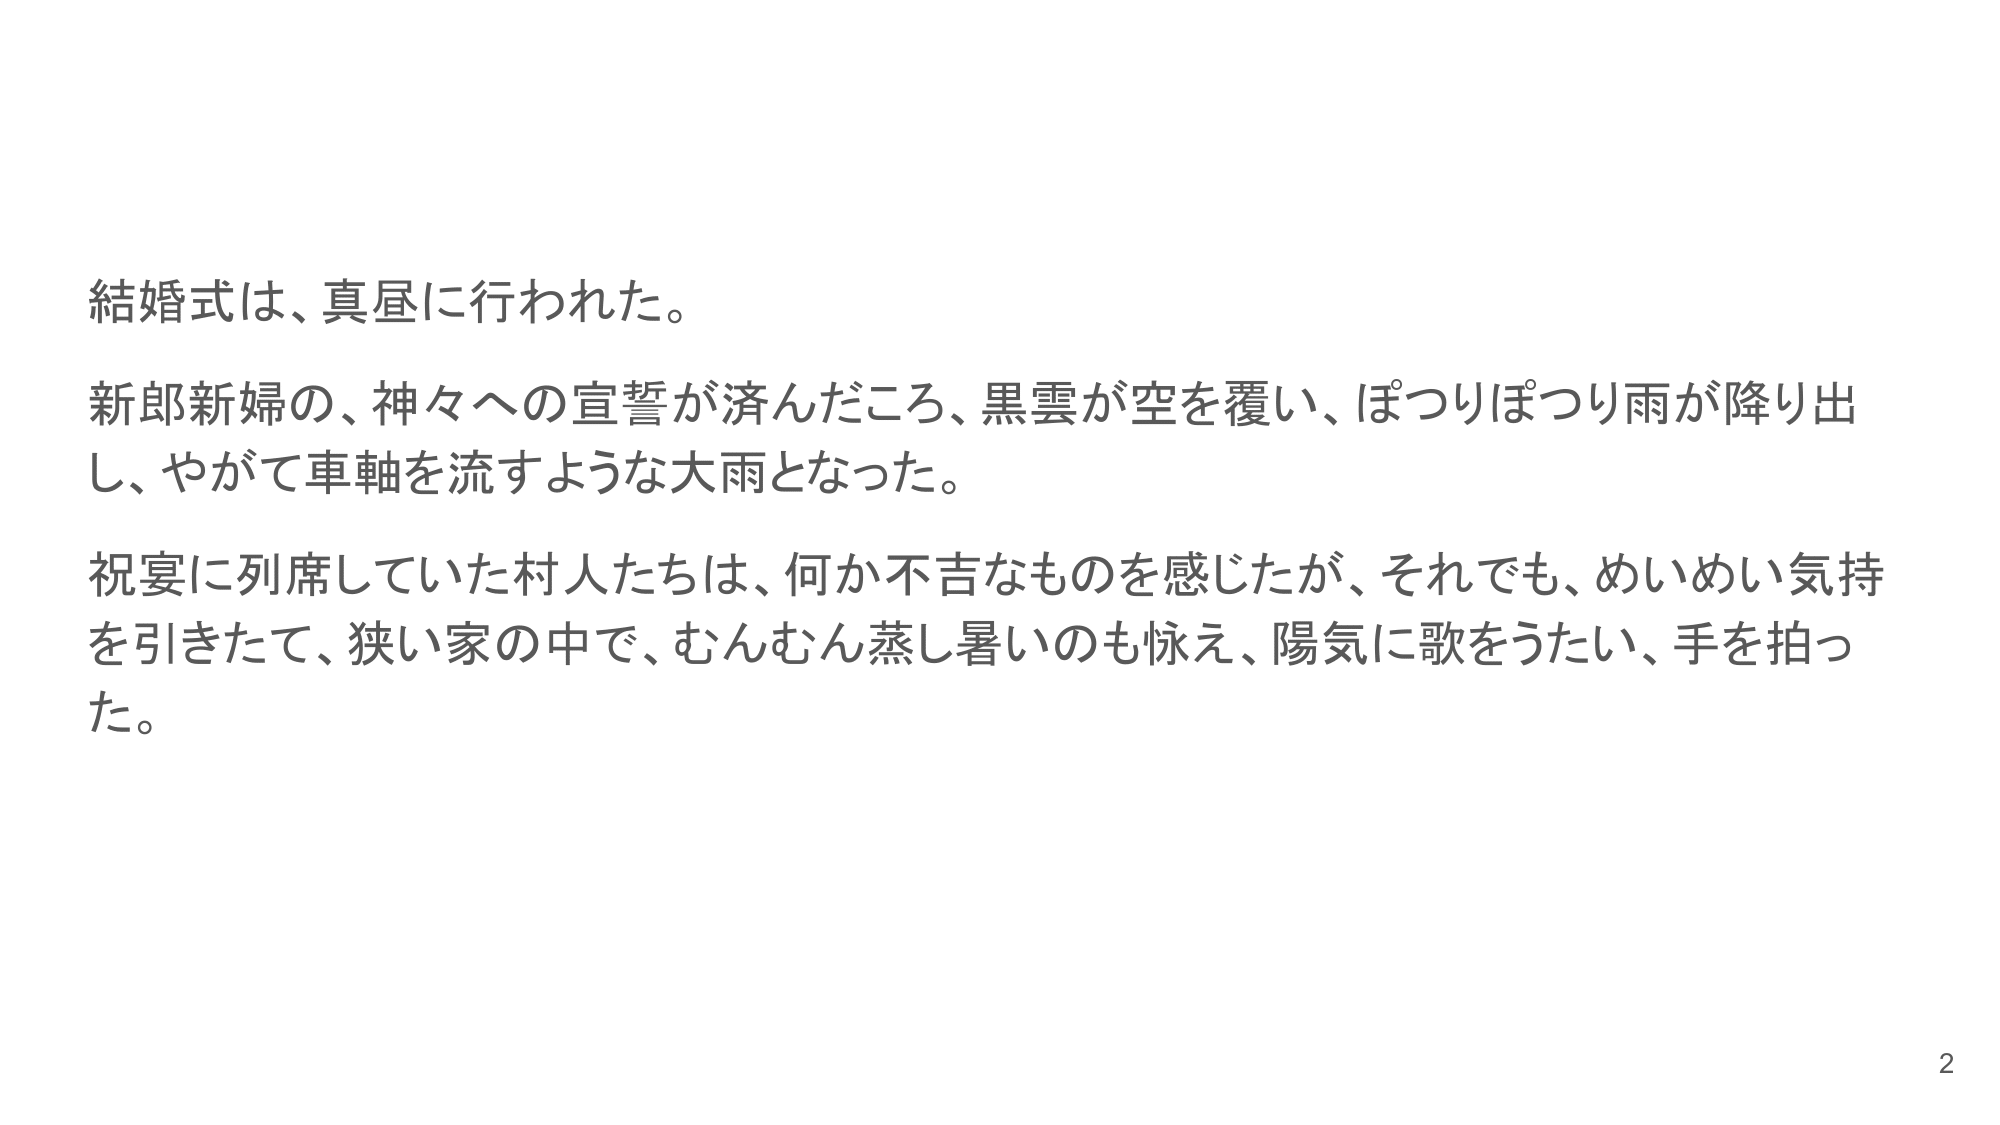 結婚式は、真昼に行われた。
新郎新婦の、神々への宣誓が済んだころ、黒雲が空を覆い、ぽつりぽつり雨が降り出
し、やがて車軸を流すような大雨となった。
祝宴に列席していた村人たちは、何か不吉なものを感じたが、それでも、めいめい気持
を引きたて、狭い家の中で、むんむん蒸し暑いのも怺え、陽気に歌をうたい、手を拍っ
た。
2